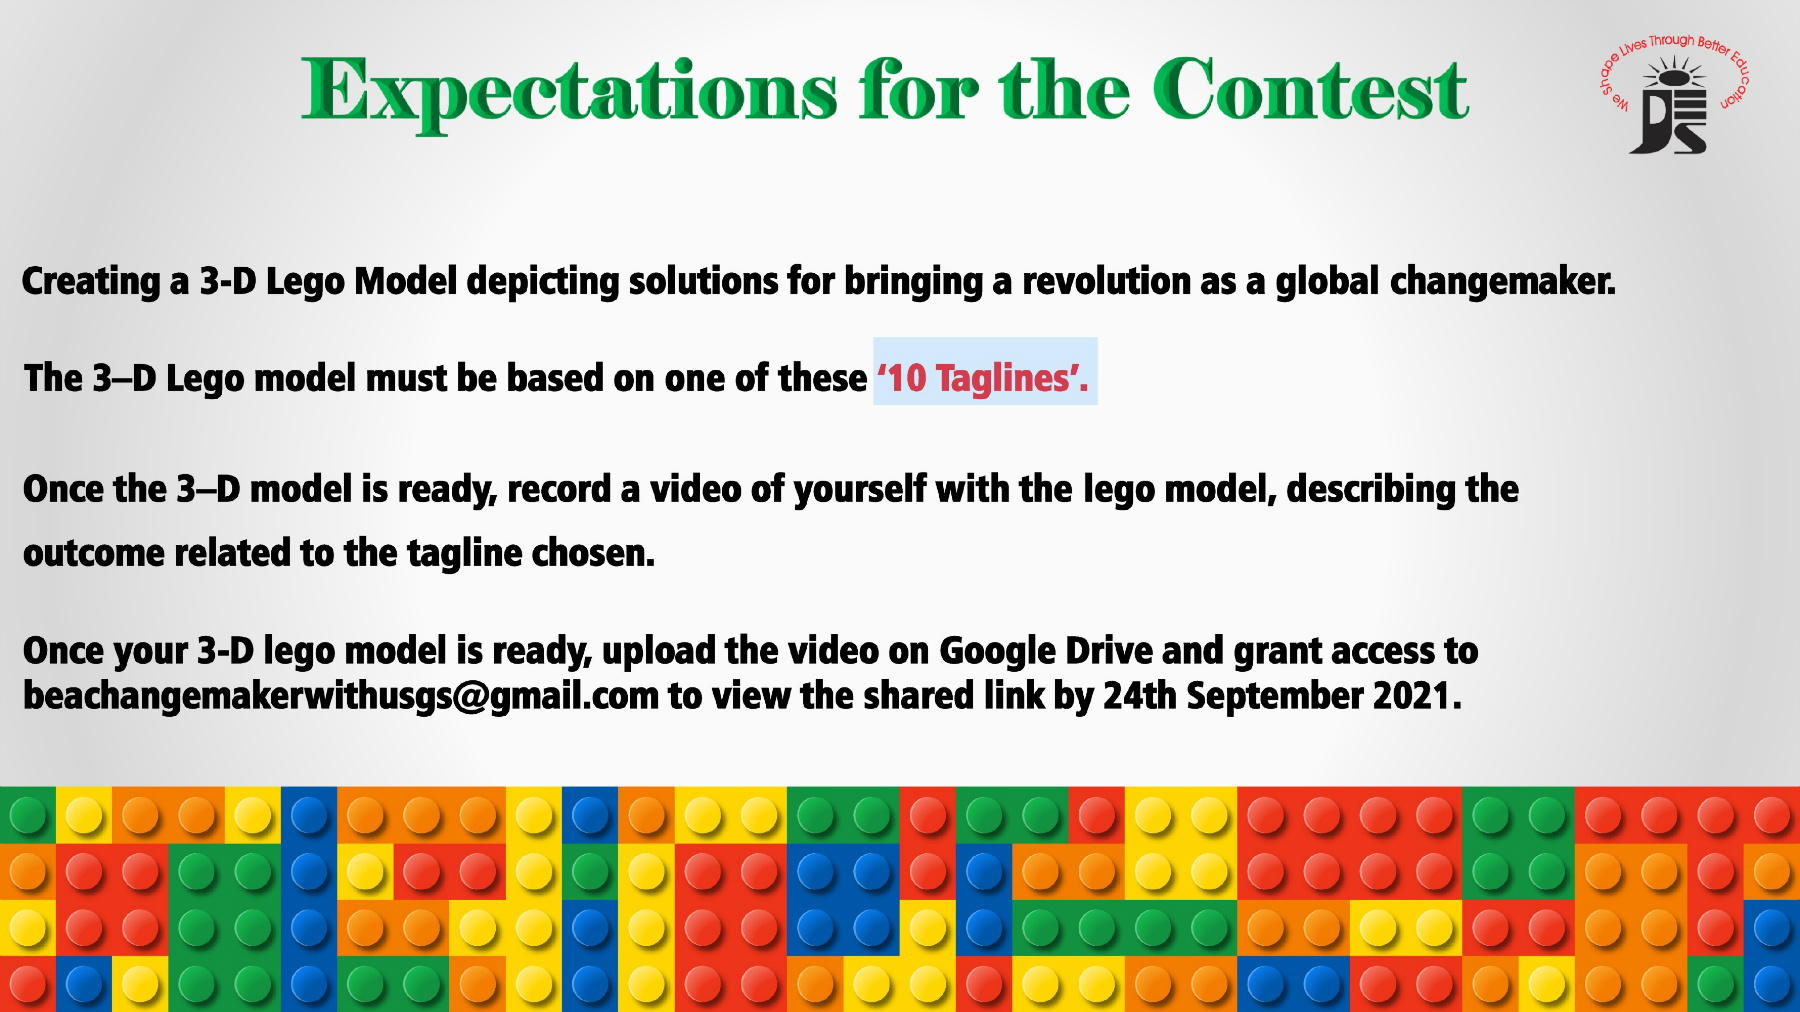 Expectations for the Contest
We Shape Lives Through Better Education
DES
Creating a 3-D Lego Model depicting solutions for bringing a revolution as a global changemaker.
The 3–D Lego model must be based on one of these ‘10 Taglines’.
Once the 3–D model is ready, record a video of yourself with the lego model, describing the
outcome related to the tagline chosen.
Once your 3-D lego model is ready, upload the video on Google Drive and grant access to
beachangemakerwithusgs@gmail.com to view the shared link by 24th September 2021.